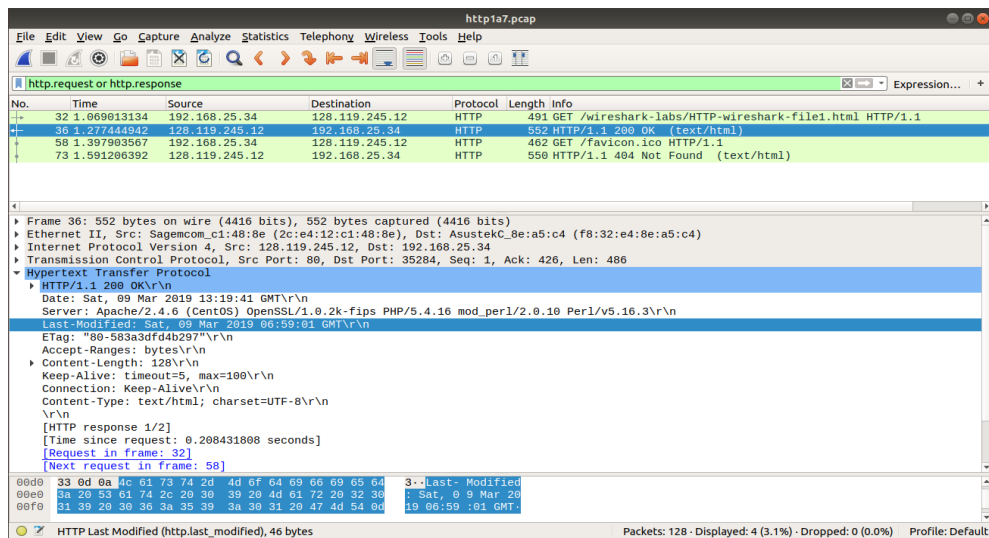 http1a7.pcap
File Edit View Go Capture Analyze Statistics Telephony Wireless Tools Help
http.request or http.response Expression… +
No. Time Source Destination Protocol Length Info
32 1.069013134 192.168.25.34 128.119.245.12 HTTP 491 GET /wireshark-labs/HTTP-wireshark-file1.html HTTP/1.1
36 1.277444942 128.119.245.12 192.168.25.34 HTTP 552 HTTP/1.1 200 OK (text/html)
58 1.397903567 192.168.25.34 128.119.245.12 HTTP 462 GET /favicon.ico HTTP/1.1
73 1.591206392 128.119.245.12 192.168.25.34 HTTP 550 HTTP/1.1 404 Not Found (text/html)
Frame 36: 552 bytes on wire (4416 bits), 552 bytes captured (4416 bits)
Ethernet II, Src: Sagemcom_c1:48:8e (2c:e4:12:c1:48:8e), Dst: AsustekC_8e:a5:c4 (f8:32:e4:8e:a5:c4)
Internet Protocol Version 4, Src: 128.119.245.12, Dst: 192.168.25.34
Transmission Control Protocol, Src Port: 80, Dst Port: 35284, Seq: 1, Ack: 426, Len: 486
Hypertext Transfer Protocol
HTTP/1.1 200 OK\r\n
Date: Sat, 09 Mar 2019 13:19:41 GMT\r\n
Server: Apache/2.4.6 (CentOS) OpenSSL/1.0.2k-fips PHP/5.4.16 mod_perl/2.0.10 Perl/v5.16.3\r\n
Last-Modified: Sat, 09 Mar 2019 06:59:01 GMT\r\n
ETag: "80-583a3dfd4b297"\r\n
Accept-Ranges: bytes\r\n
Content-Length: 128\r\n
Keep-Alive: timeout=5, max=100\r\n
Connection: Keep-Alive\r\n
Content-Type: text/html; charset=UTF-8\r\n
\r\n
[HTTP response 1/2]
[Time since request: 0.208431808 seconds]
[Request in frame: 32]
[Next request in frame: 58]
00d0 33 0d 0a 4c 61 73 74 2d 4d 6f 64 69 66 69 65 64 3··Last- Modified
00e0 3a 20 53 61 74 2c 20 30 39 20 4d 61 72 20 32 30 : Sat, 0 9 Mar 20
00f0 31 39 20 30 36 3a 35 39 3a 30 31 20 47 4d 54 0d 19 06:59 :01 GMT·
HTTP Last Modified (http.last_modified), 46 bytes Packets: 128 · Displayed: 4 (3.1%) · Dropped: 0 (0.0%) Profile: Default